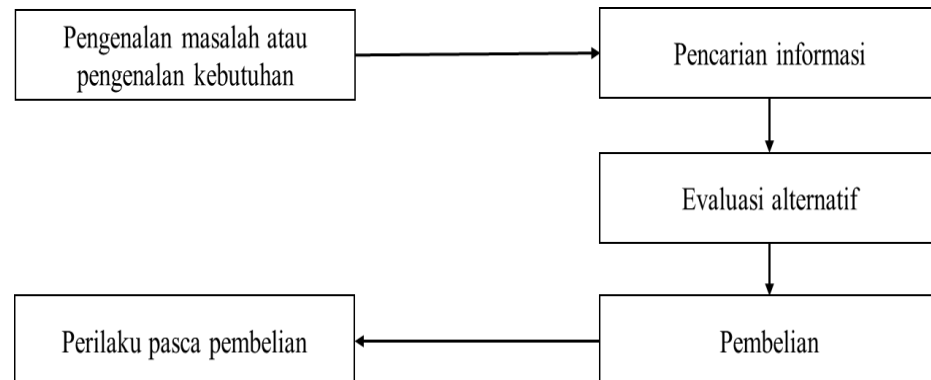 Pengenalan masalah atau
pengenalan kebutuhan
Pencarian informasi
Evaluasi alternatif
Pembelian
Perilaku pasca pembelian